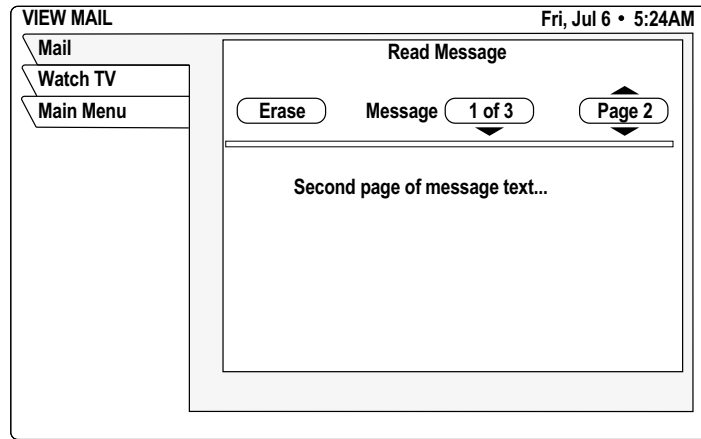 VIEW MAIL Fri, Jul 6 • 5:24AM
Mail
Read Message
Watch TV
Main Menu
Erase Message 1 of 3 Page 2
Second page of message text...